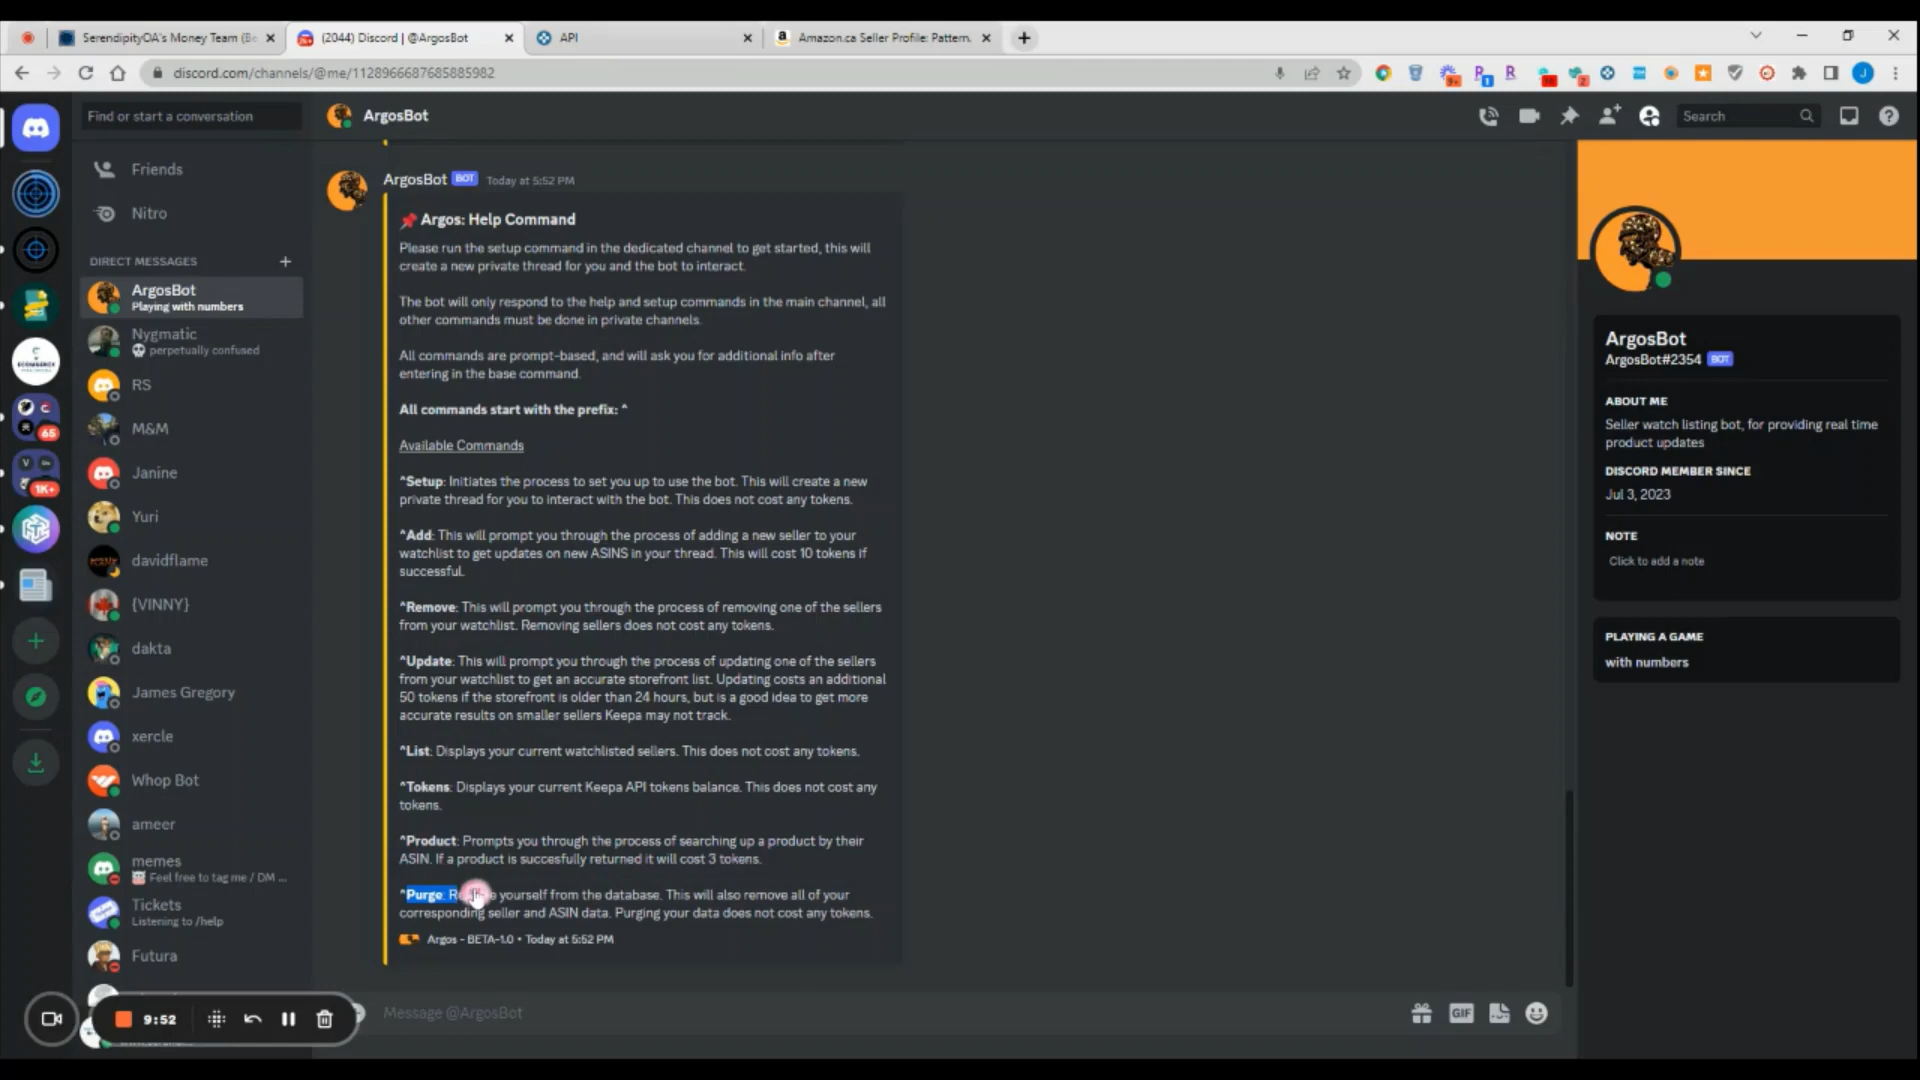 SerendipityOA's Money Team (Be
(2044) Discord | @ArgosBot
API
Amazon.ca Seller Profile: Pattern.
discord.com/channels/@me/1128966687685885982
Find or start a conversation
ArgosBot
Search
Friends
Nitro
DIRECT MESSAGES
ArgosBot
Playing with numbers
Nygmatic
perpetually confused
RS
M&M
Janine
Yuri
davidflame
{VINNY}
dakta
James Gregory
xercle
Whop Bot
ameer
memes
Feel free to tag me / DM ...
Tickets
Listening to /help
Futura
65
1K+
9:52
ArgosBot BOT Today at 5:52 PM
Argos: Help Command
Please run the setup command in the dedicated channel to get started, this will
create a new private thread for you and the bot to interact.
The bot will only respond to the help and setup commands in the main channel, all
other commands must be done in private channels.
All commands are prompt-based, and will ask you for additional info after
entering in the base command.
All commands start with the prefix: ^
Available Commands
^Setup: Initiates the process to set you up to use the bot. This will create a new
private thread for you to interact with the bot. This does not cost any tokens.
^Add: This will prompt you through the process of adding a new seller to your
watchlist to get updates on new ASINS in your thread. This will cost 10 tokens if
successful.
^Remove: This will prompt you through the process of removing one of the sellers
from your watchlist. Removing sellers does not cost any tokens.
^Update: This will prompt you through the process of updating one of the sellers
from your watchlist to get an accurate storefront list. Updating costs an additional
50 tokens if the storefront is older than 24 hours, but is a good idea to get more
accurate results on smaller sellers Keepa may not track.
^List: Displays your current watchlisted sellers. This does not cost any tokens.
^Tokens: Displays your current Keepa API tokens balance. This does not cost any
tokens.
^Product: Prompts you through the process of searching up a product by their
ASIN. If a product is succesfully returned it will cost 3 tokens.
^Purge: yourself from the database. This will also remove all of your
corresponding seller and ASIN data. Purging your data does not cost any tokens.
Argos - BETA-1.0 • Today at 5:52 PM
Message @ArgosBot
GIF
ArgosBot
ArgosBot#2354 BOT
ABOUT ME
Seller watch listing bot, for providing real time
product updates
DISCORD MEMBER SINCE
Jul 3, 2023
NOTE
Click to add a note
PLAYING A GAME
with numbers